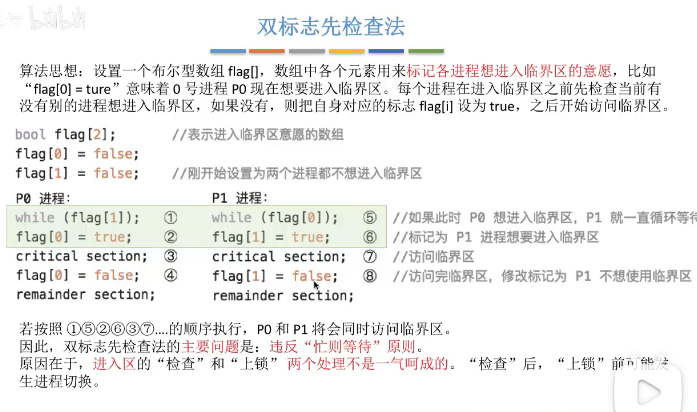 bilibili
双标志先检查法
算法思想：设置一个布尔型数组 flag[]，数组中各个元素用来标记各进程想进入临界区的意愿，比如
“flag[0] = ture”意味着 0 号进程 P0 现在想要进入临界区。每个进程在进入临界区之前先检查当前有
没有别的进程想进入临界区，如果没有，则把自身对应的标志 flag[i] 设为 true，之后开始访问临界区。
bool flag[2]; //表示进入临界区意愿的数组
flag[0] = false;
flag[1] = false; //刚开始设置为两个进程都不想进入临界区
P0 进程： P1 进程：
while (flag[1]); ① while (flag[0]); ⑤ //如果此时 P0 想进入临界区，P1 就一直循环等待
flag[0] = true; ② flag[1] = true; ⑥ //标记为 P1 进程想要进入临界区
critical section; ③ critical section; ⑦ //访问临界区
flag[0] = false; ④ flag[1] = false; ⑧ //访问完临界区，修改标记为 P1 不想使用临界区
remainder section; remainder section;
若按照 ①⑤②⑥③⑦....的顺序执行，P0 和 P1 将会同时访问临界区。
因此，双标志先检查法的主要问题是：违反“忙则等待”原则。
原因在于，进入区的“检查”和“上锁” 两个处理不是一气呵成的。“检查”后，“上锁”前可能发
生进程切换。